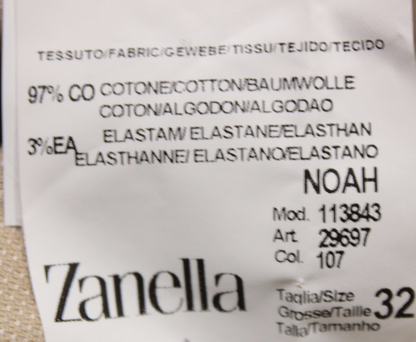 TESSUTO/FABRIC/GEWEBE/TISSU/TEJIDO/TECIDO
97% CO COTONE/COTTON/BAUMWOLLE
COTON/ALGODON/ALGODAO
3%EA ELASTAM/ ELASTANE/ELASTHAN
ELASTHANNE/ ELASTANO/ELASTANO
NOAH
Mod. 113843
Art. 29697
Col. 107
Zanella
Taglia/Size
Grosse/Taille 32
Talla/Tamanho